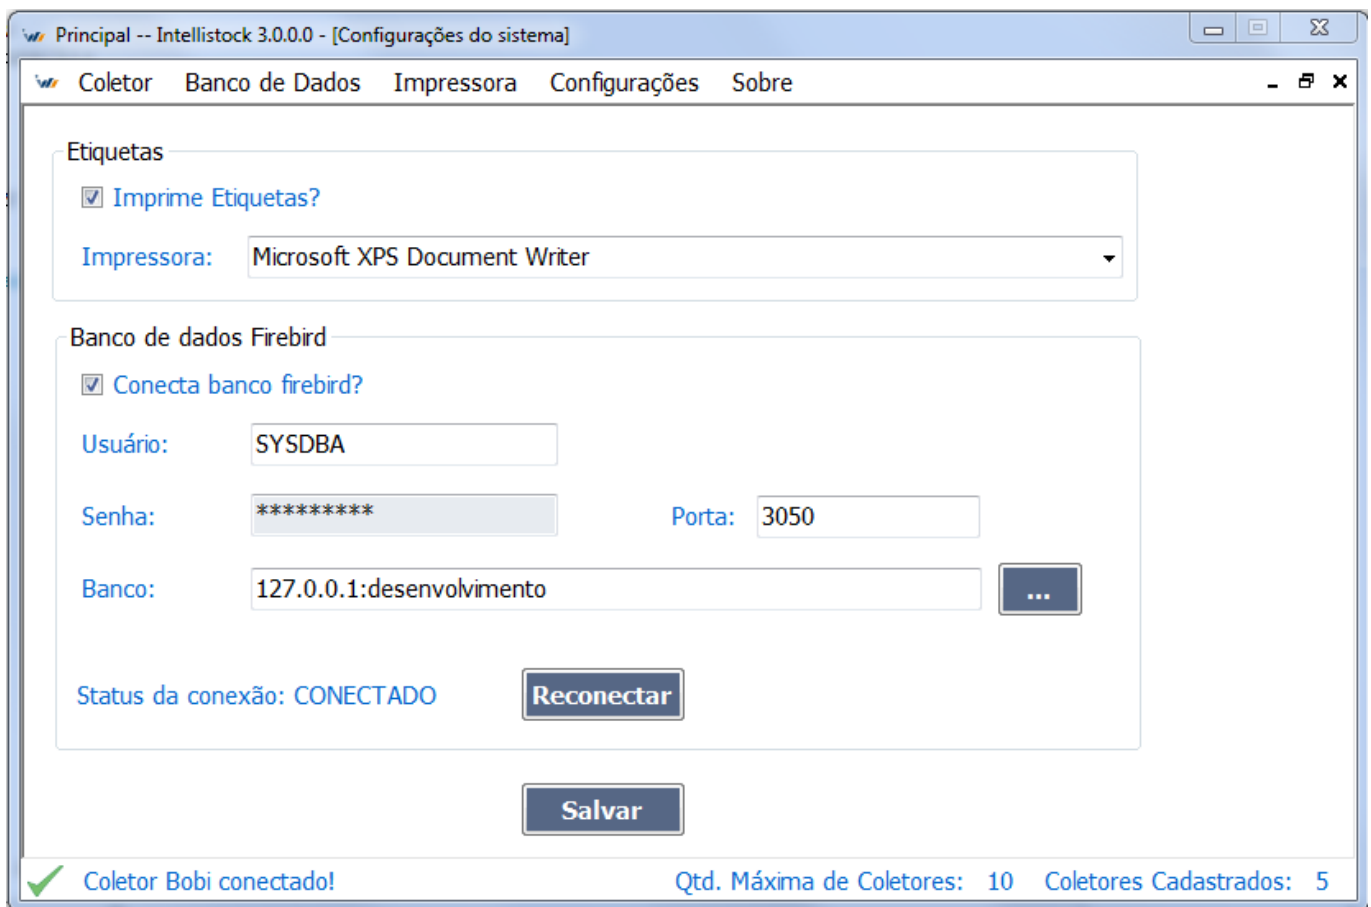 Principal -- Intellistock 3.0.0.0 - [Configurações do sistema]
Coletor Banco de Dados Impressora Configurações Sobre
Etiquetas
Imprime Etiquetas?
Impressora: Microsoft XPS Document Writer
Banco de dados Firebird
Conecta banco firebird?
Usuário: SYSDBA
Senha: ********* Porta: 3050
Banco: 127.0.0.1:desenvolvimento ...
Status da conexão: CONECTADO Reconectar
Salvar
Coletor Bobi conectado! Qtd. Máxima de Coletores: 10 Coletores Cadastrados: 5